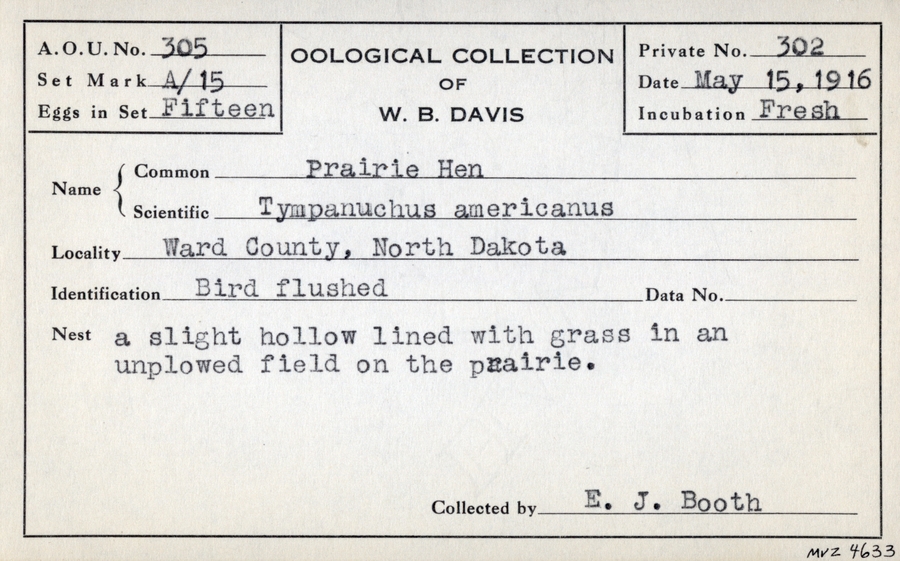 A.O.U. No. 305
Set Mark A/15
Eggs in Set Fifteen
OOLOGICAL COLLECTION
OF
W. B. DAVIS
Private No. 302
Date May 15, 1916
Incubation Fresh
Name
Common Prairie Hen
Scientific Tympanuchus americanus
Locality Ward County, North Dakota
Identification Bird flushed Data No.
Nest a slight hollow lined with grass in an
unplowed field on the prairie.
Collected by E. J. Booth
MVZ 4633